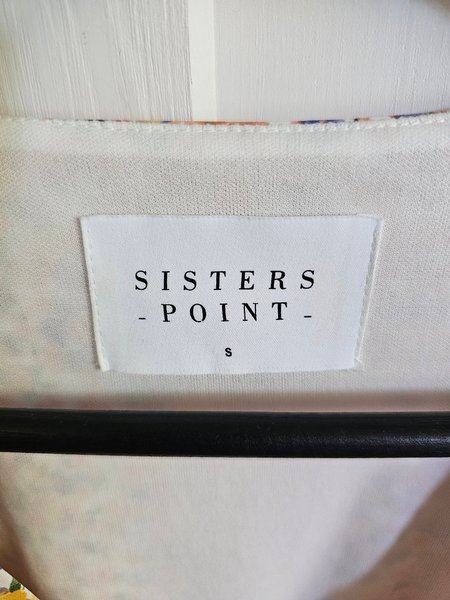 SISTERS
- POINT -
S